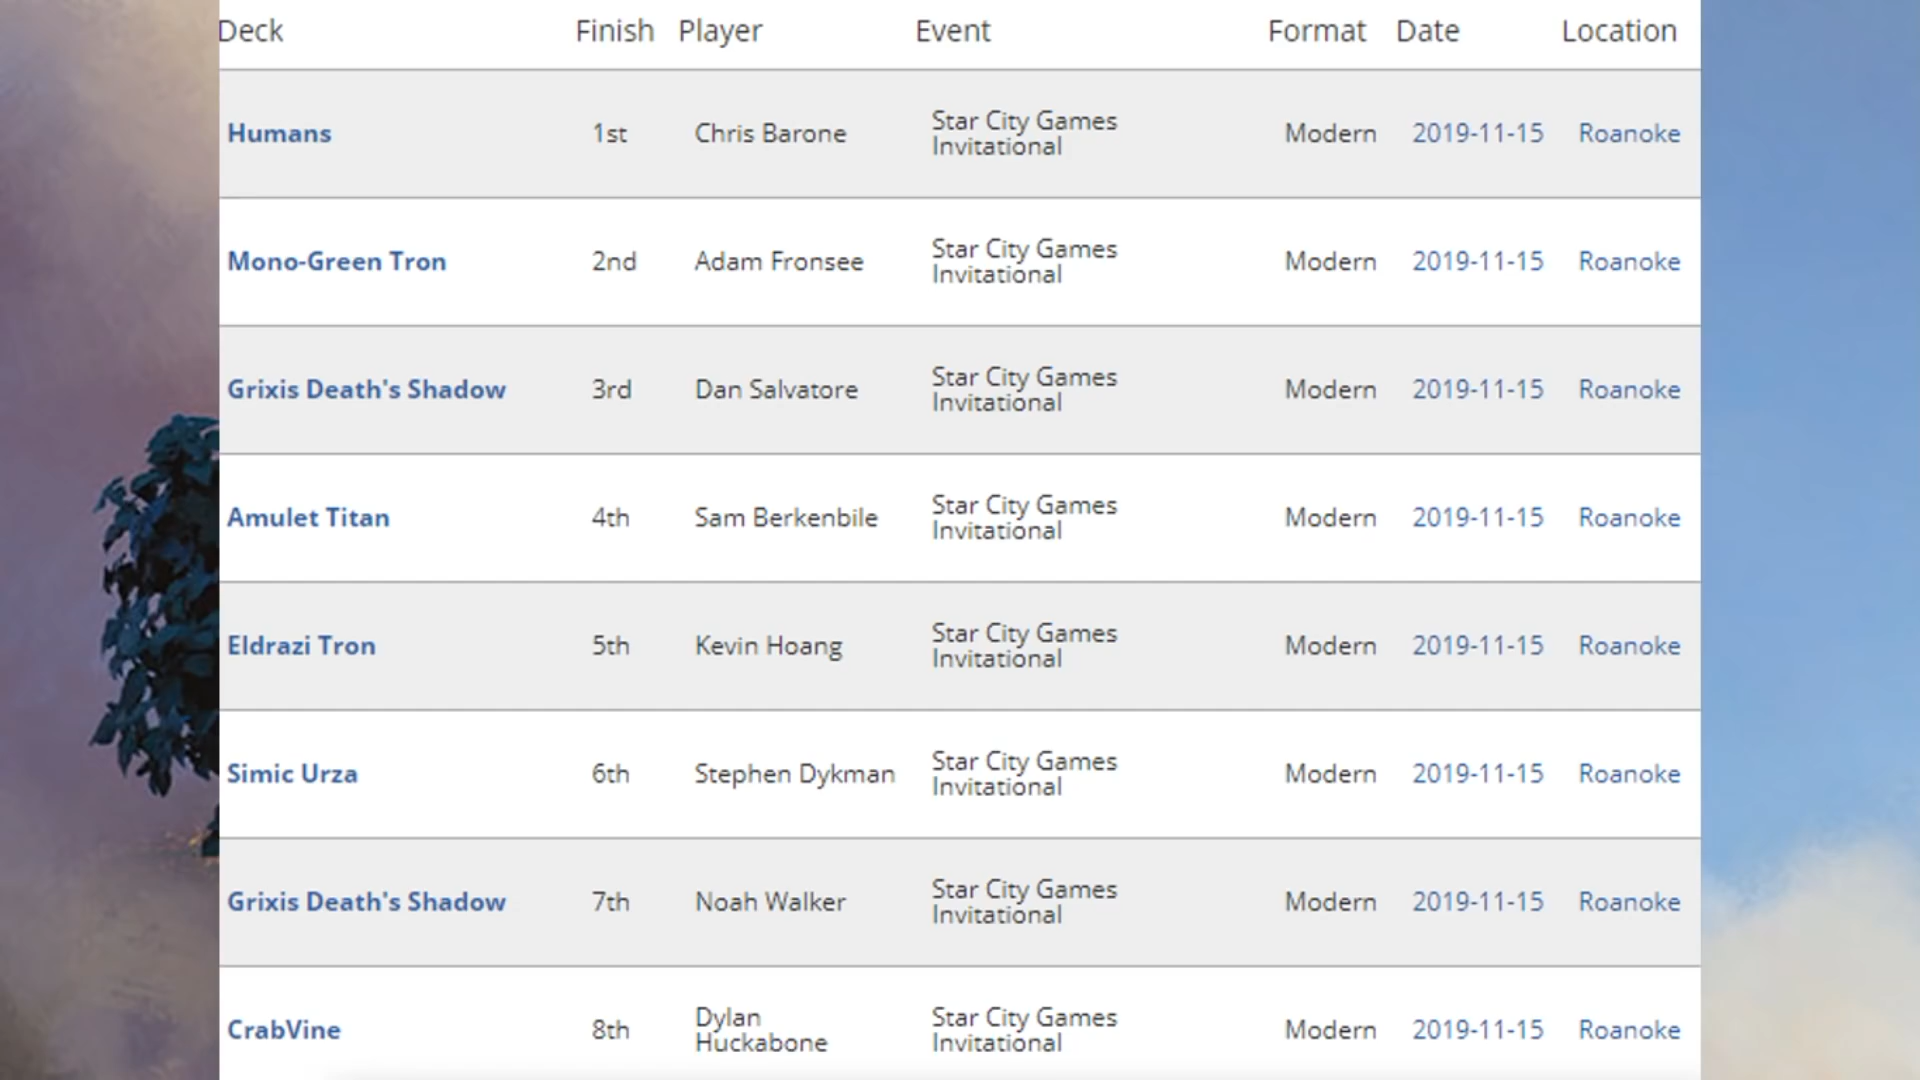 Deck Finish Player Event Format Date Location
Humans 1st Chris Barone Star City Games Invitational Modern 2019-11-15 Roanoke
Mono-Green Tron 2nd Adam Fronsee Star City Games Invitational Modern 2019-11-15 Roanoke
Grixis Death's Shadow 3rd Dan Salvatore Star City Games Invitational Modern 2019-11-15 Roanoke
Amulet Titan 4th Sam Berkenbile Star City Games Invitational Modern 2019-11-15 Roanoke
Eldrazi Tron 5th Kevin Hoang Star City Games Invitational Modern 2019-11-15 Roanoke
Simic Urza 6th Stephen Dykman Star City Games Invitational Modern 2019-11-15 Roanoke
Grixis Death's Shadow 7th Noah Walker Star City Games Invitational Modern 2019-11-15 Roanoke
CrabVine 8th Dylan Huckabone Star City Games Invitational Modern 2019-11-15 Roanoke